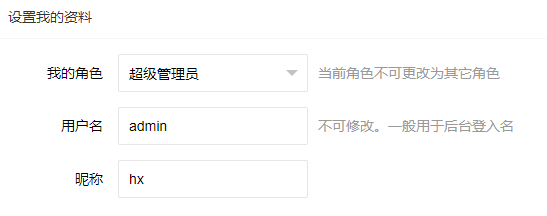 设置我的资料
我的角色 超级管理员 当前角色不可更改为其它角色
用户名 admin 不可修改。一般用于后台登入名
昵称 hx